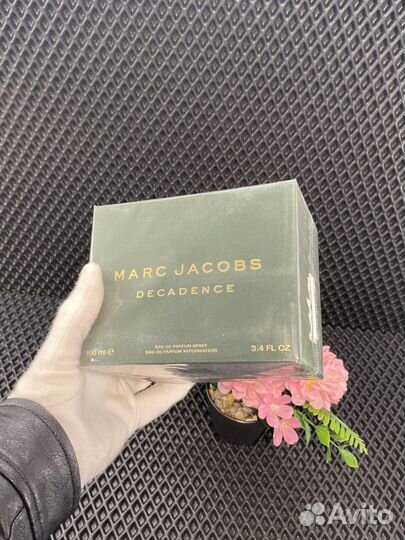 MARC JACOBS
DECADENCE
EAU DE PARFUM SPRAY
EAU DE PARFUM VAPORISATEUR
100 ml e 3.4 FL OZ
Avito